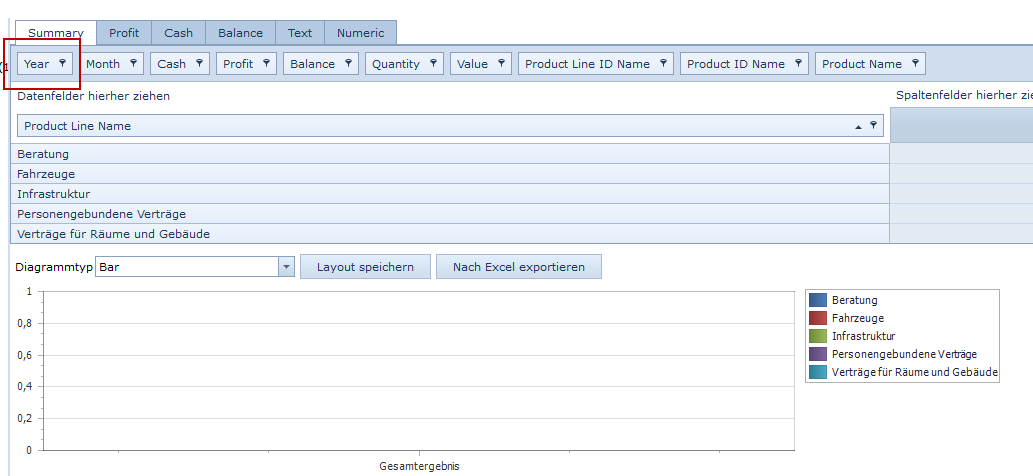 Summary Profit Cash Balance Text Numeric
Year Month Cash Profit Balance Quantity Value Product Line ID Name Product ID Name Product Name
Datenfelder hierher ziehen
Spaltenfelder hierher
Product Line Name
Beratung
Fahrzeuge
Infrastruktur
Personengebundene Verträge
Verträge für Räume und Gebäude
Diagrammtyp Bar Layout speichern Nach Excel exportieren
1
0,8
0,6
0,4
0,2
0
Gesamtergebnis
Beratung
Fahrzeuge
Infrastruktur
Personengebundene Verträge
Verträge für Räume und Gebäude